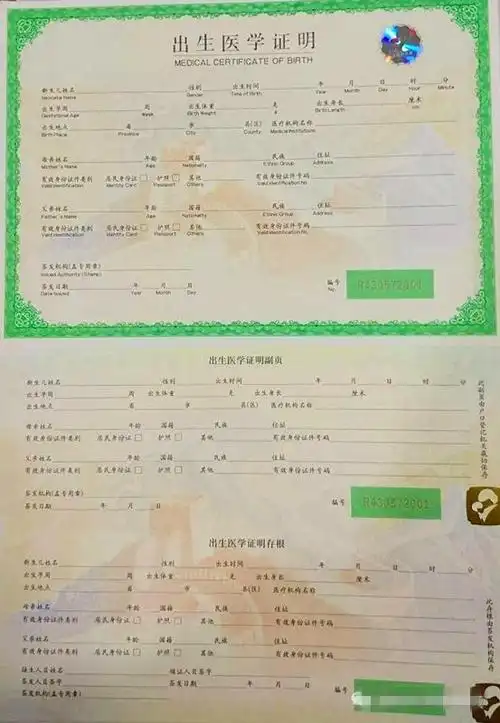 出生医学证明
MEDICAL CERTIFICATE OF BIRTH
新生儿姓名 性别 出生时间 年 月 日 时 分
Neonate Name Gender Time of Birth Year Month Day Hour Minute
出生孕周 周 出生体重 克 出生身长 厘米
Gestational Age Week Birth Weight g Birth Length cm
出生地点 省 市 县(区) 医疗机构名称
Birth Place Province City County Medical Institutions
母亲姓名 年龄 国籍 民族 住址
Mother's Name Age Nationality Ethnic Group Address
有效身份证件类别 居民身份证 护照 其他 有效身份证件号码
Valid Identification Identity Card Passport Others Valid Identification No.
父亲姓名 年龄 国籍 民族 住址
Father's Name Age Nationality Ethnic Group Address
有效身份证件类别 居民身份证 护照 其他 有效身份证件号码
Valid Identification Identity Card Passport Others Valid Identification No.
签发机构(盖专用章)
Issued Authority (Stamp)
签发日期 年 月 日
Date Issued Year Month Day
编号 R430572001
No.
出生医学证明副页
新生儿姓名 性别 出生时间 年 月 日 时 分
出生孕周 周 出生体重 克 出生身长 厘米
出生地点 省 市 县(区) 医疗机构名称
母亲姓名 年龄 国籍 民族 住址
有效身份证件类别 居民身份证 护照 其他 有效身份证件号码
父亲姓名 年龄 国籍 民族 住址
有效身份证件类别 居民身份证 护照 其他 有效身份证件号码
签发机构(盖专用章)
签发日期 年 月 日
编号 R430572001
此副页由户口登记机关裁切保存
出生医学证明存根
新生儿姓名 性别 出生时间 年 月 日 时 分
出生孕周 周 出生体重 克 出生身长 厘米
出生地点 省 市 县(区) 医疗机构名称
母亲姓名 年龄 国籍 民族 住址
有效身份证件类别 居民身份证 护照 其他 有效身份证件号码
父亲姓名 年龄 国籍 民族 住址
有效身份证件类别 居民身份证 护照 其他 有效身份证件号码
接生人员姓名 领证人员签字
签发人员签字 签发日期 年 月 日
签发机构(盖专用章) 编号
此存根由签发机构保存